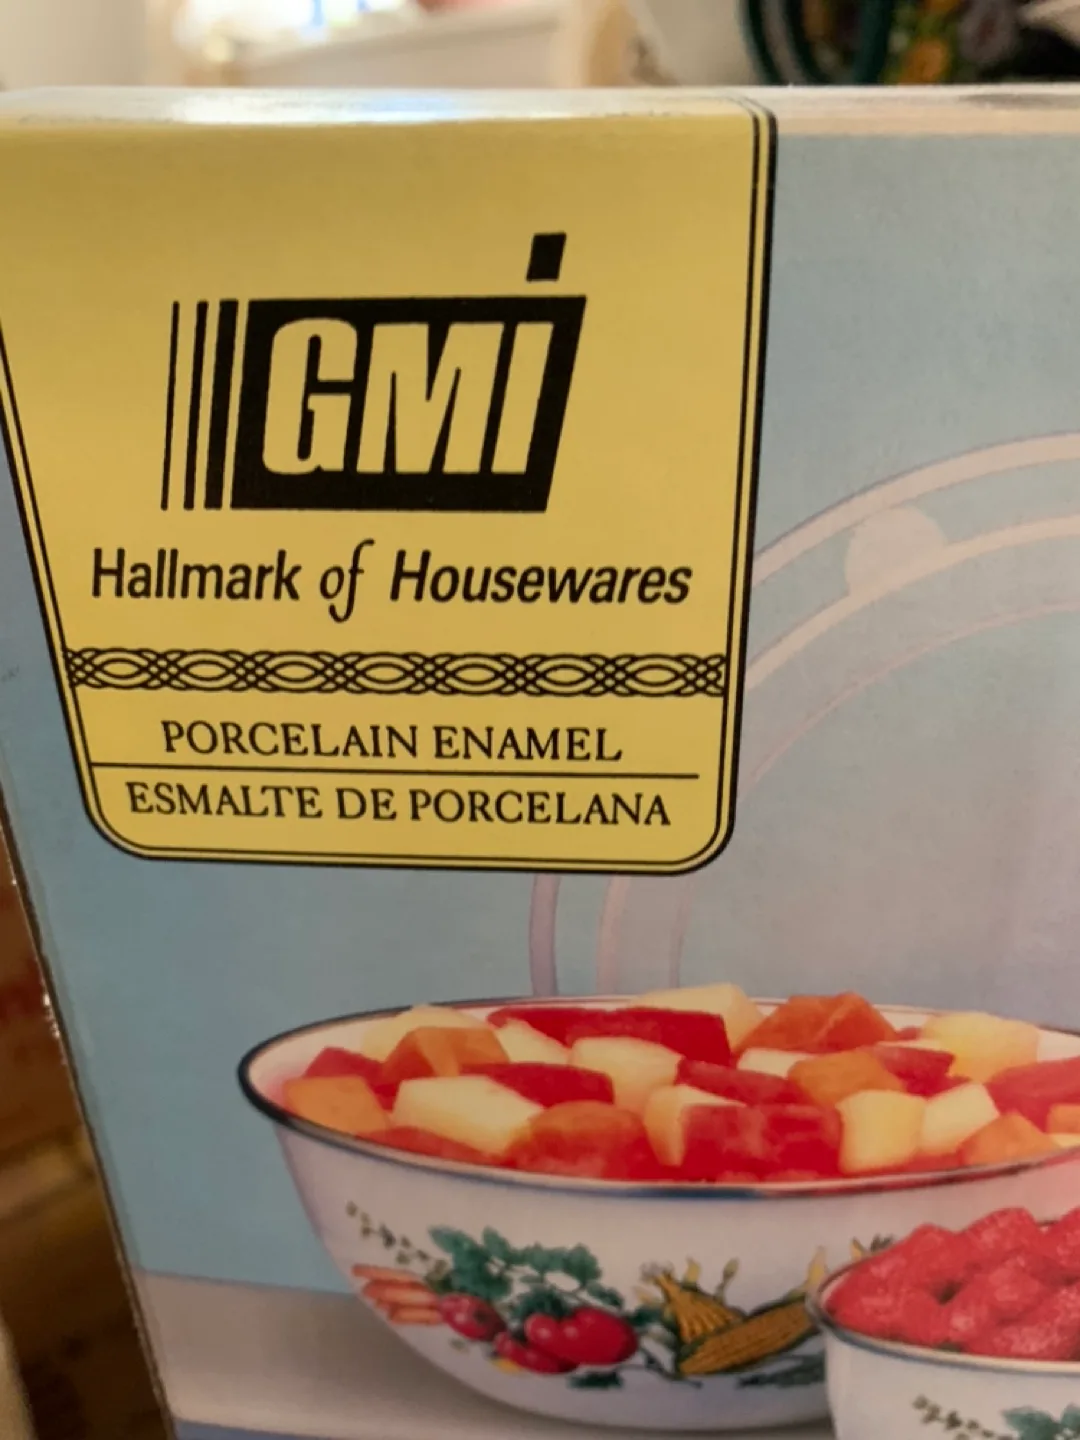 GMI
Hallmark of Housewares
PORCELAIN ENAMEL
ESMALTE DE PORCELANA